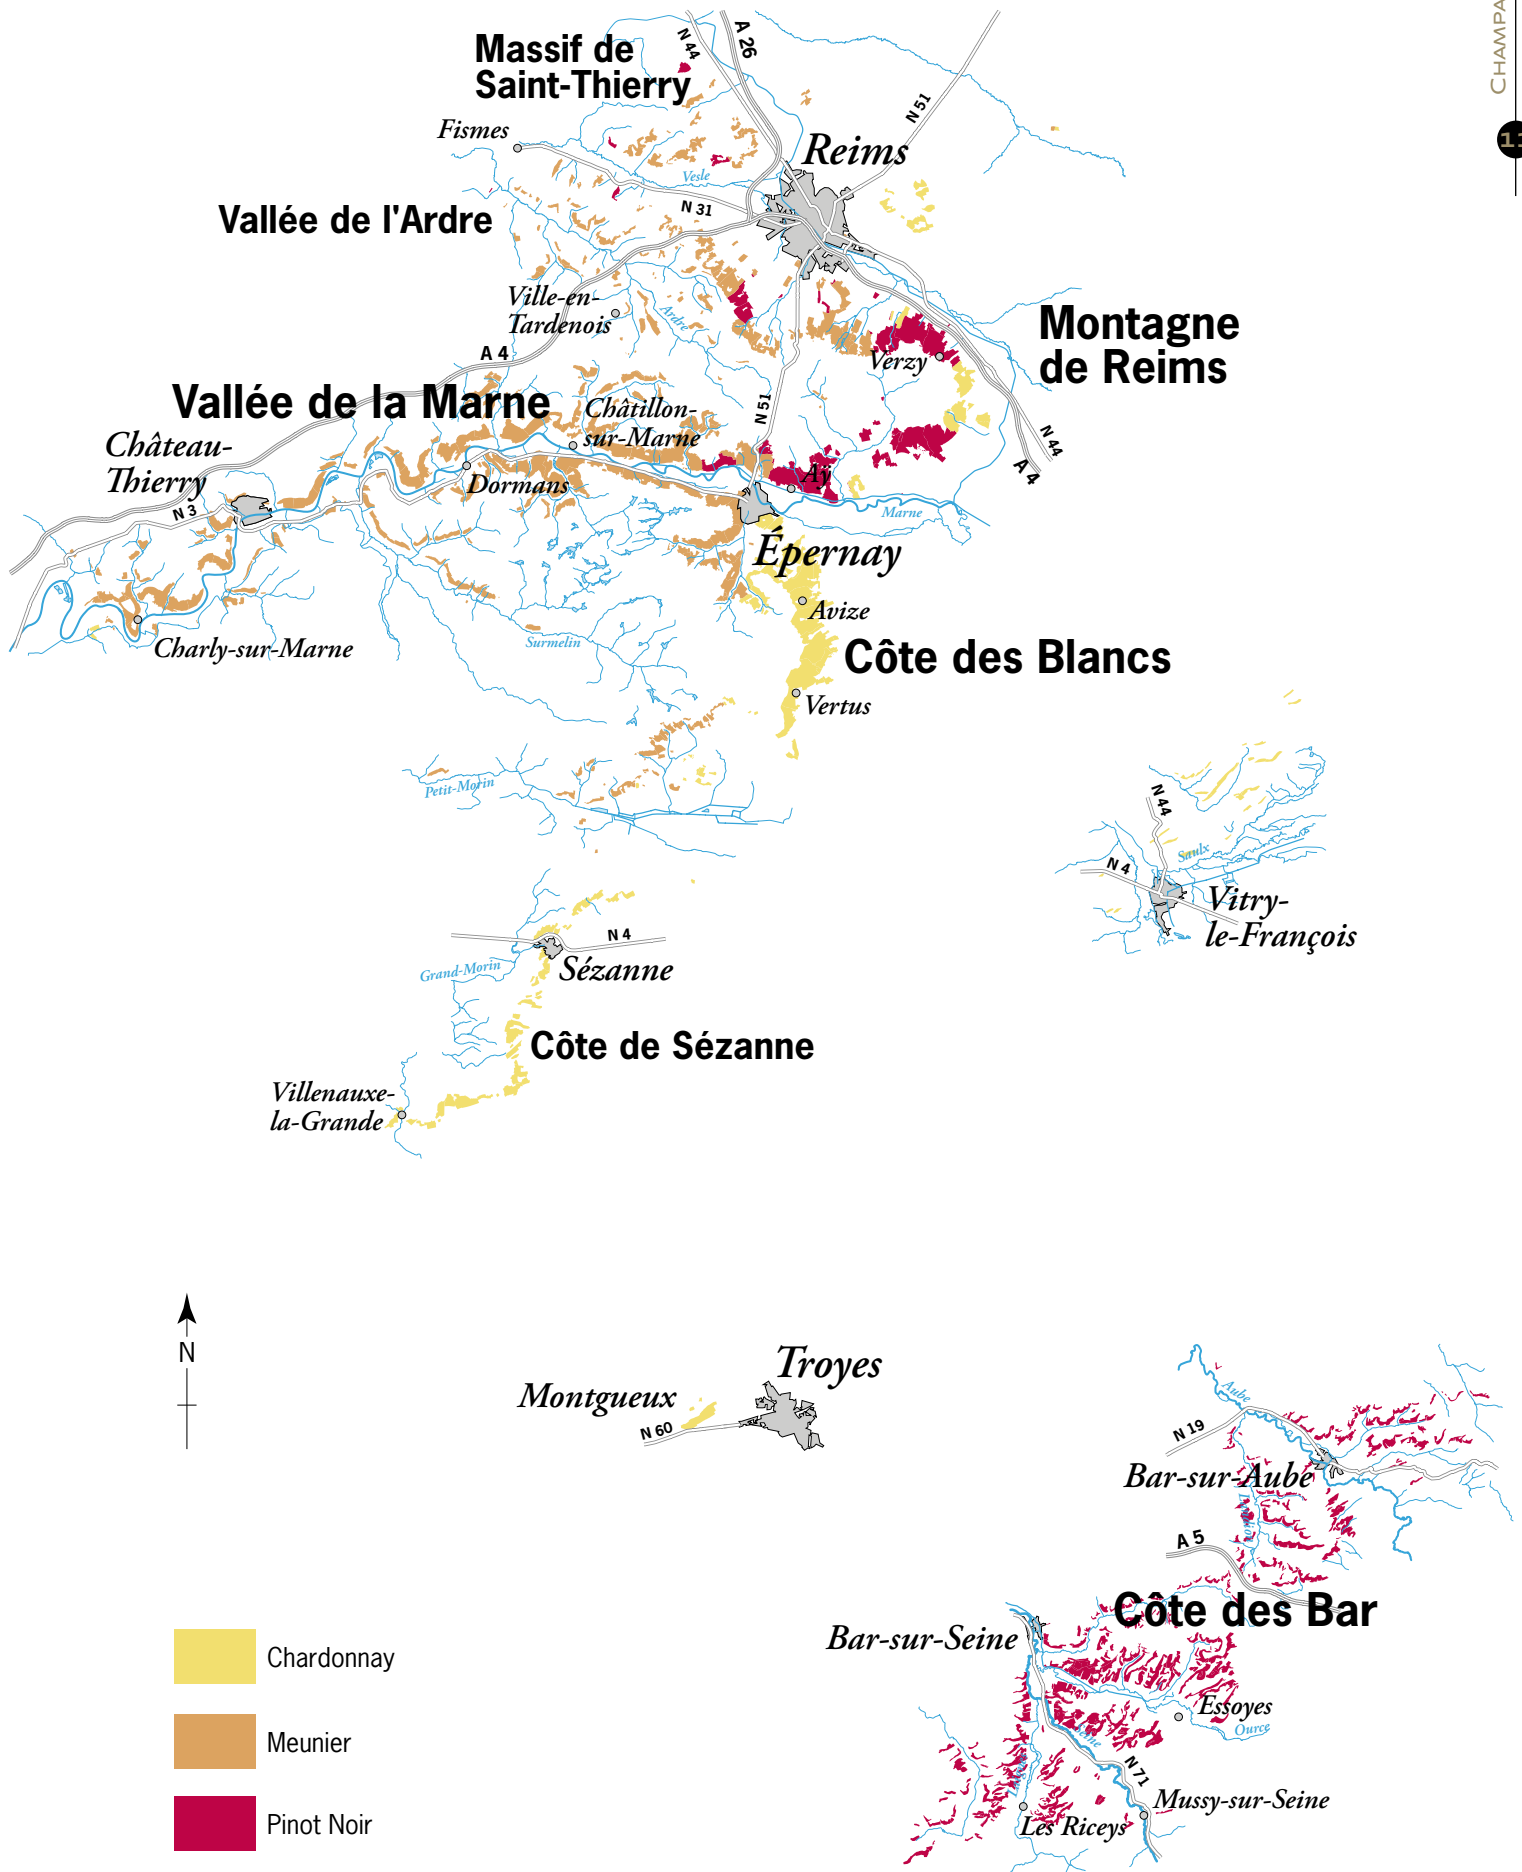 CHAMPA
11
N 44
A 26
Massif de
Saint-Thierry
N 51
Fismes
Reims
Vesle
N 31
Vallée de l'Ardre
Ville-en-
Tardenois
Ardre
Montagne
de Reims
A 4
Verzy
Vallée de la Marne
Châtillon-
sur-Marne
N 51
Château-
Thierry
N 44
A 4
Dormans
Aÿ
N 3
Marne
Épernay
Avize
Charly-sur-Marne
Surmelin
Côte des Blancs
Vertus
Petit-Morin
N 44
Saulx
N 4
Vitry-
le-François
N 4
Grand-Morin
Sézanne
Côte de Sézanne
Villenauxe-
la-Grande
N
Troyes
Montgueux
N 60
Aube
N 19
Bar-sur-Aube
A 5
Côte des Bar
Bar-sur-Seine
Essoyes
Ource
Seine
N 71
Mussy-sur-Seine
Les Riceys
Chardonnay
Meunier
Pinot Noir